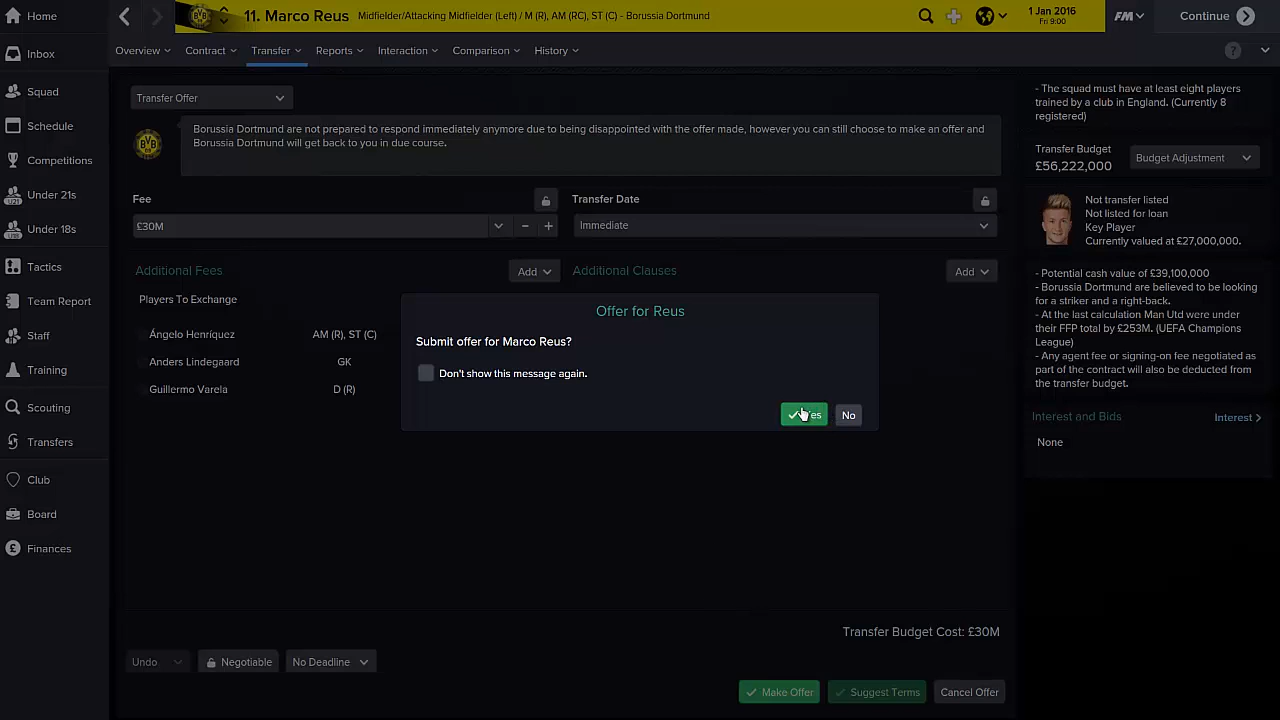 Home
11. Marco Reus
Midfielder/Attacking Midfielder (Left) / M (R), AM (RC), ST (C) - Borussia Dortmund
1 Jan 2016
Fri 9:00
FM
Continue
Inbox
Overview
Contract
Transfer
Reports
Interaction
Comparison
History
?
Squad
Schedule
Competitions
Under 21s
Under 18s
Tactics
Team Report
Staff
Training
Scouting
Transfers
Club
Board
Finances
Transfer Offer
Borussia Dortmund are not prepared to respond immediately anymore due to being disappointed with the offer made, however you can still choose to make an offer and
Borussia Dortmund will get back to you in due course.
Fee
Transfer Date
£30M
Immediate
Additional Fees
Add
Additional Clauses
Add
Players To Exchange
Ángelo Henríquez AM (R), ST (C)
Anders Lindegaard GK
Guillermo Varela D (R)
Offer for Reus
Submit offer for Marco Reus?
Don't show this message again.
No
Transfer Budget Cost: £30M
Undo
Negotiable
No Deadline
Make Offer
Suggest Terms
Cancel Offer
- The squad must have at least eight players
trained by a club in England. (Currently 8
registered)
Transfer Budget
£56,222,000
Budget Adjustment
Not transfer listed
Not listed for loan
Key Player
Currently valued at £27,000,000.
- Potential cash value of £39,100,000
- Borussia Dortmund are believed to be looking
for a striker and a right-back.
- At the last calculation Man Utd were under
their FFP total by £253M. (UEFA Champions
League)
- Any agent fee or signing-on fee negotiated as
part of the contract will also be deducted from
the transfer budget.
Interest and Bids
Interest
None